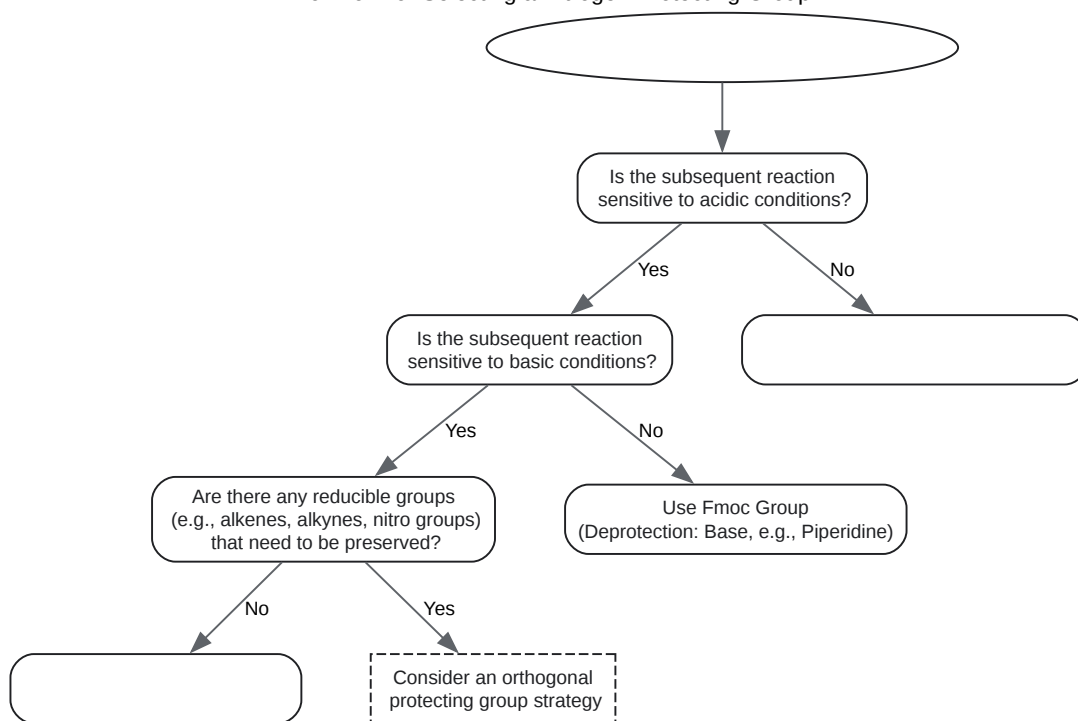 Is the subsequent reaction
sensitive to acidic conditions?
Yes
No
Is the subsequent reaction
sensitive to basic conditions?
Yes
No
Are there any reducible groups
(e.g., alkenes, alkynes, nitro groups)
that need to be preserved?
Use Fmoc Group
(Deprotection: Base, e.g., Piperidine)
No
Yes
Consider an orthogonal
protecting group strategy